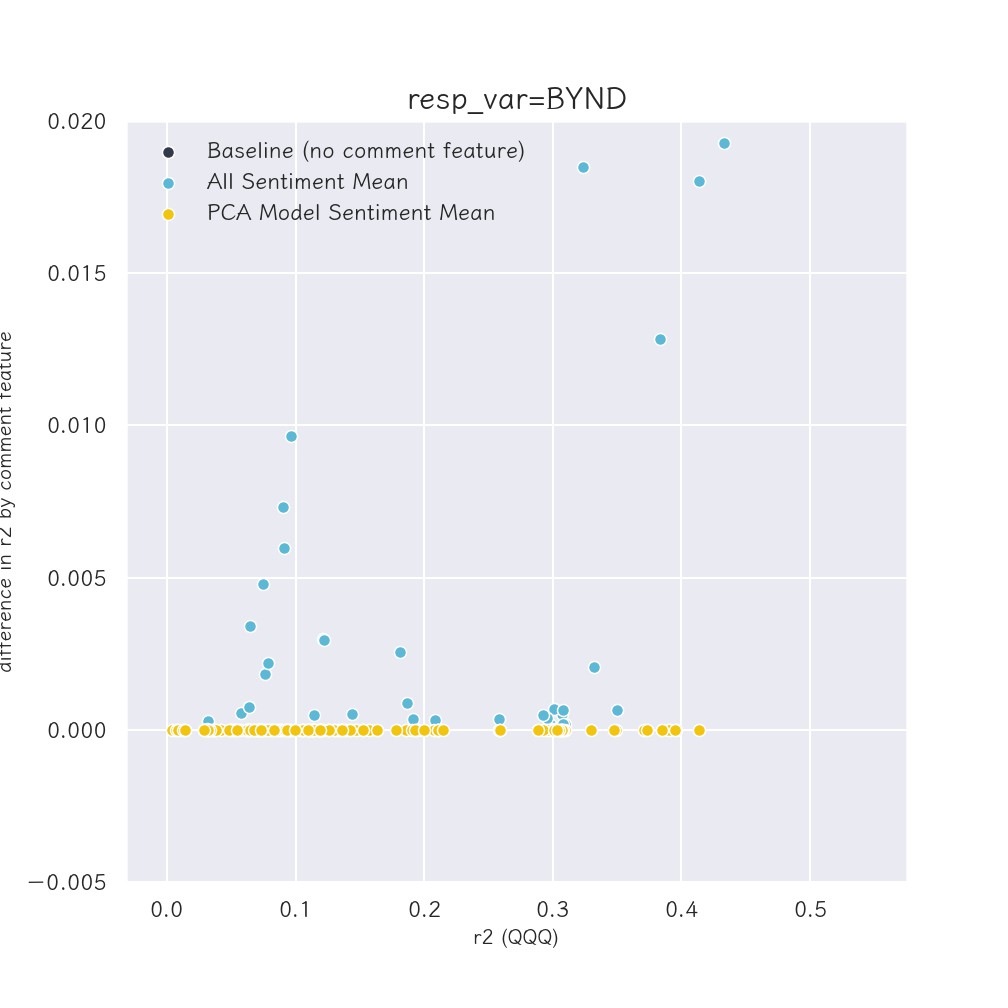 resp_var=BYND
0.020
0.015
0.010
0.005
0.000
−0.005
difference in r2 by comment feature
Baseline (no comment feature)
All Sentiment Mean
PCA Model Sentiment Mean
0.0 0.1 0.2 0.3 0.4 0.5
r2 (QQQ)